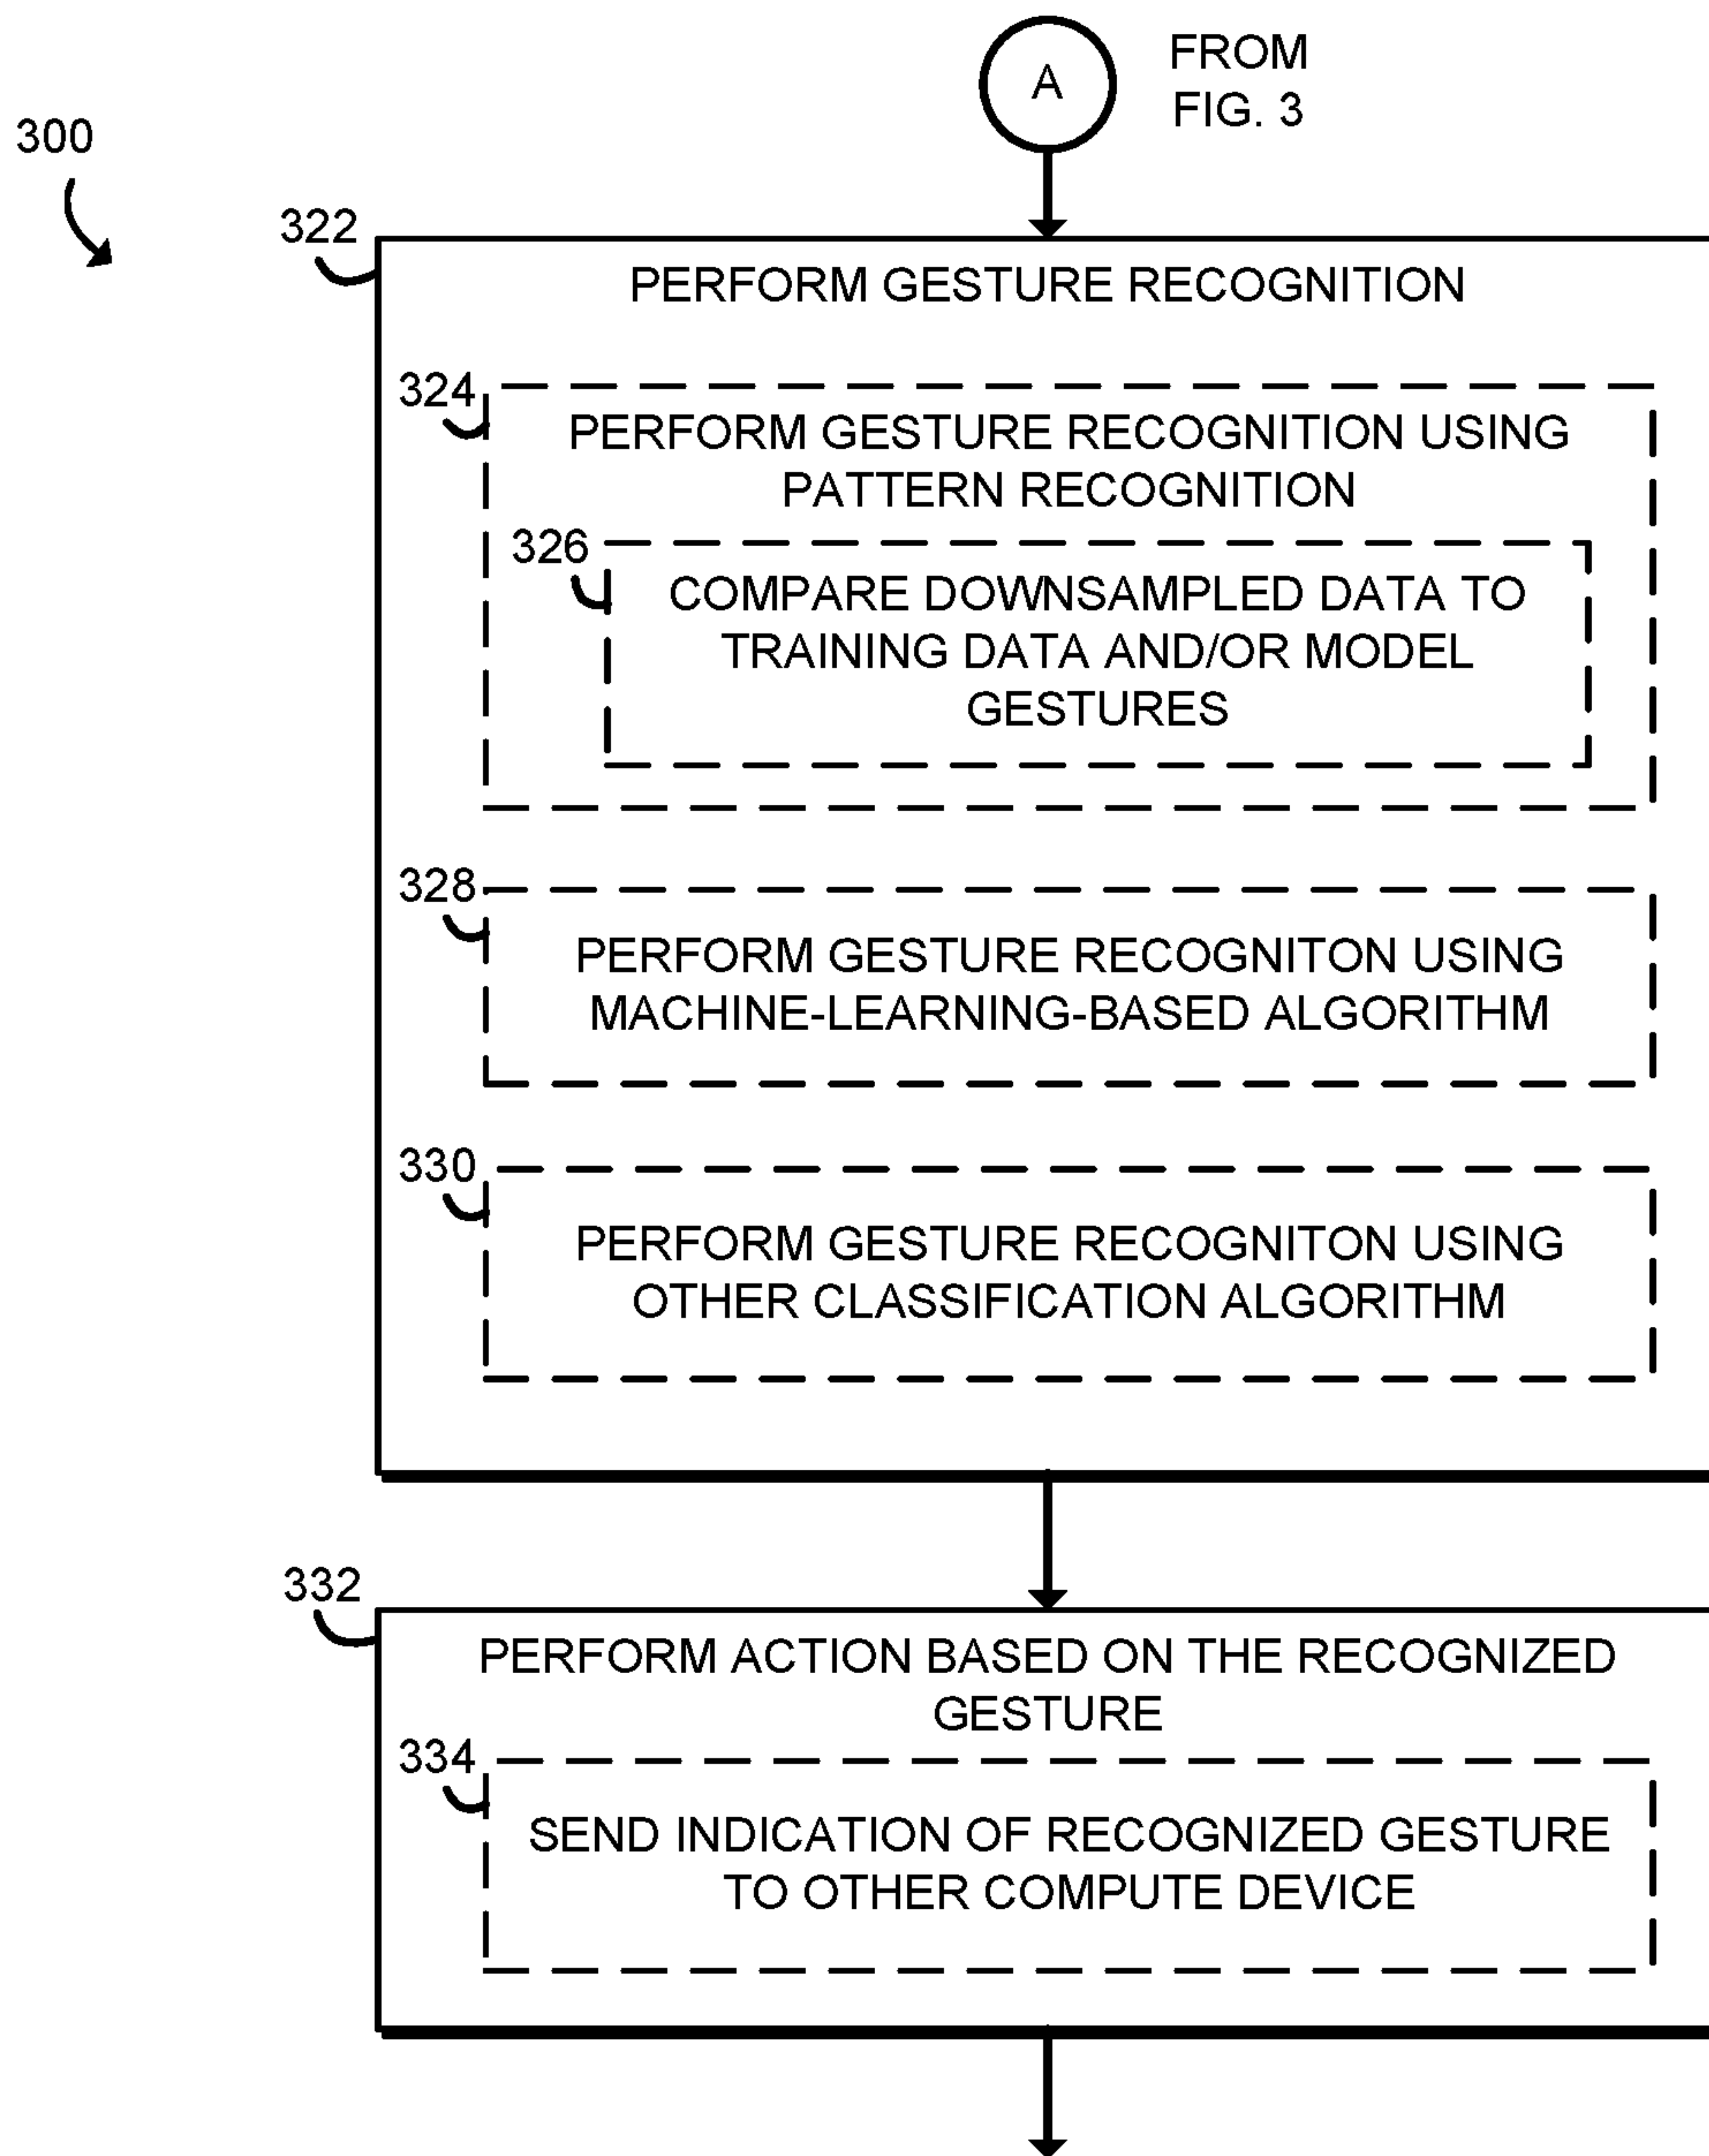 A
FROM
FIG. 3
300
322
PERFORM GESTURE RECOGNITION
324
PERFORM GESTURE RECOGNITION USING
PATTERN RECOGNITION
326
COMPARE DOWNSAMPLED DATA TO
TRAINING DATA AND/OR MODEL
GESTURES
328
PERFORM GESTURE RECOGNITON USING
MACHINE-LEARNING-BASED ALGORITHM
330
PERFORM GESTURE RECOGNITON USING
OTHER CLASSIFICATION ALGORITHM
332
PERFORM ACTION BASED ON THE RECOGNIZED
GESTURE
334
SEND INDICATION OF RECOGNIZED GESTURE
TO OTHER COMPUTE DEVICE